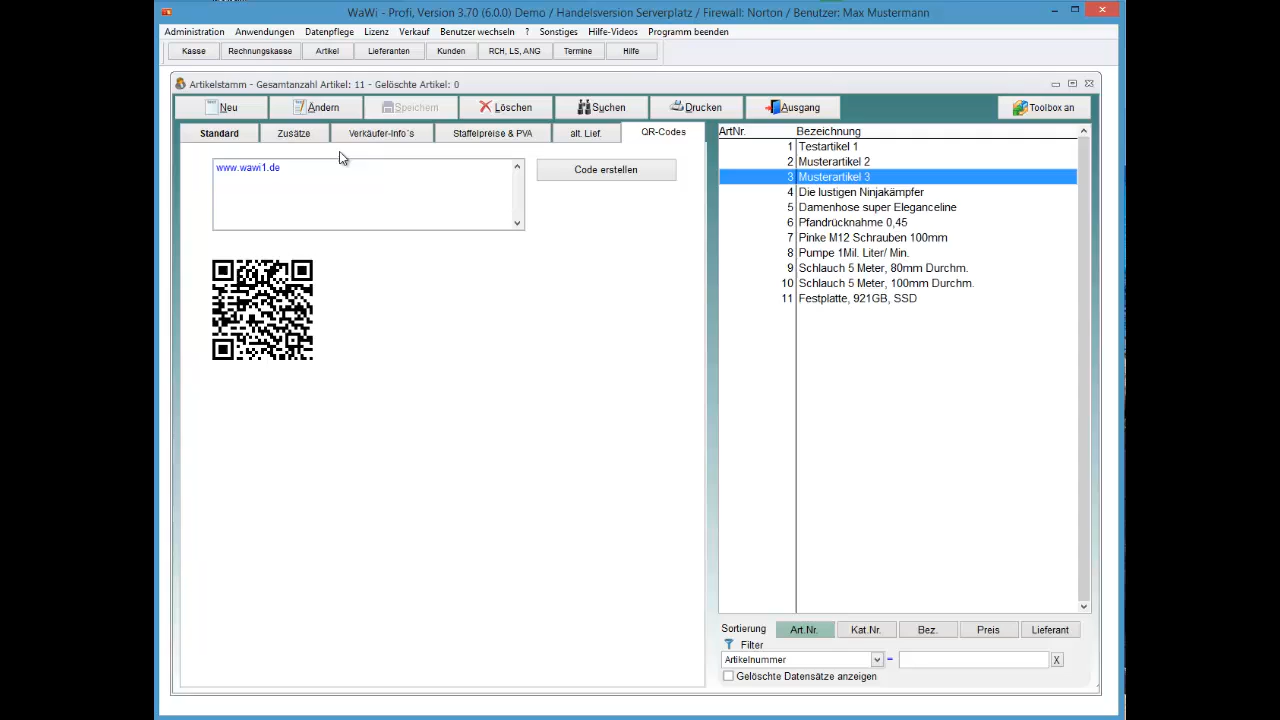 WaWi - Profi, Version 3.70 (6.0.0) Demo / Handelsversion Serverplatz / Firewall: Norton / Benutzer: Max Mustermann
Administration Anwendungen Datenpflege Lizenz Verkauf Benutzer wechseln ? Sonstiges Hilfe-Videos Programm beenden
Kasse Rechnungskasse Artikel Lieferanten Kunden RCH, LS, ANG Termine Hilfe
Artikelstamm - Gesamtanzahl Artikel: 11 - Gelöschte Artikel: 0
Neu Ändern Speichern Löschen Suchen Drucken Ausgang Toolbox an
Standard Zusätze Verkäufer-Info´s Staffelpreise & PVA alt. Lief. QR-Codes
www.wawi1.de
Code erstellen
ArtNr. Bezeichnung
1 Testartikel 1
2 Musterartikel 2
3 Musterartikel 3
4 Die lustigen Ninjakämpfer
5 Damenhose super Eleganceline
6 Pfandrücknahme 0,45
7 Pinke M12 Schrauben 100mm
8 Pumpe 1Mil. Liter/ Min.
9 Schlauch 5 Meter, 80mm Durchm.
10 Schlauch 5 Meter, 100mm Durchm.
11 Festplatte, 921GB, SSD
Sortierung Art.Nr. Kat.Nr. Bez. Preis Lieferant
Filter
Artikelnummer = X
Gelöschte Datensätze anzeigen